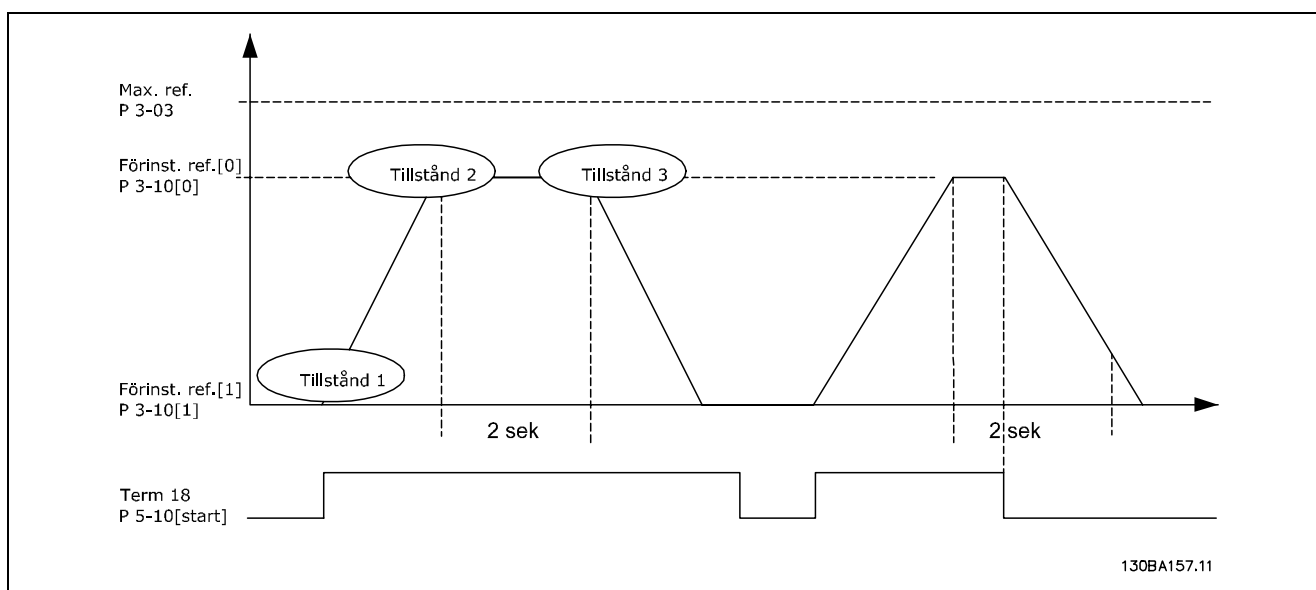 Max. ref.
P 3-03
Förinst. ref.[0]
P 3-10[0]
Tillstånd 2
Tillstånd 3
Tillstånd 1
Förinst. ref.[1]
P 3-10[1]
2 sek
2 sek
Term 18
P 5-10[start]
130BA157.11